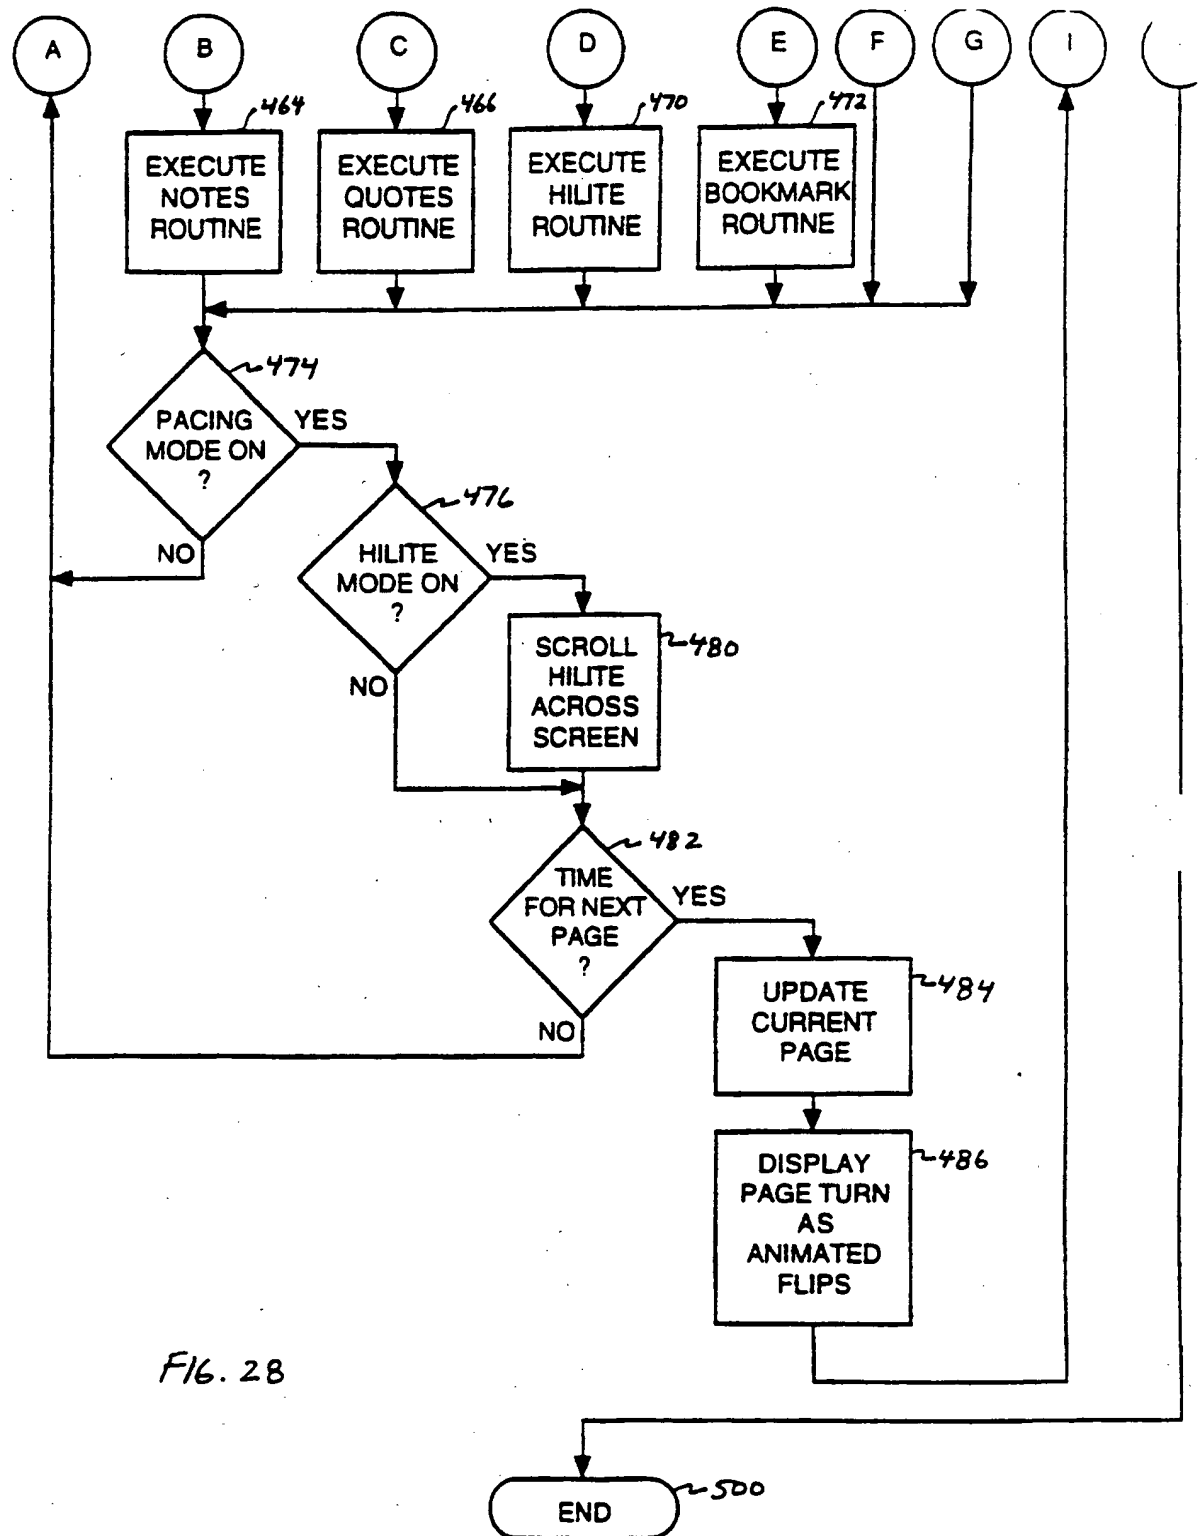 A
B
C
D
E
F
G
I
464
466
470
472
EXECUTE
NOTES
ROUTINE
EXECUTE
QUOTES
ROUTINE
EXECUTE
HILITE
ROUTINE
EXECUTE
BOOKMARK
ROUTINE
474
PACING
MODE ON
?
YES
NO
476
HILITE
MODE ON
?
YES
NO
480
SCROLL
HILITE
ACROSS
SCREEN
482
TIME
FOR NEXT
PAGE
?
YES
NO
484
UPDATE
CURRENT
PAGE
486
DISPLAY
PAGE TURN
AS
ANIMATED
FLIPS
FIG. 28
500
END